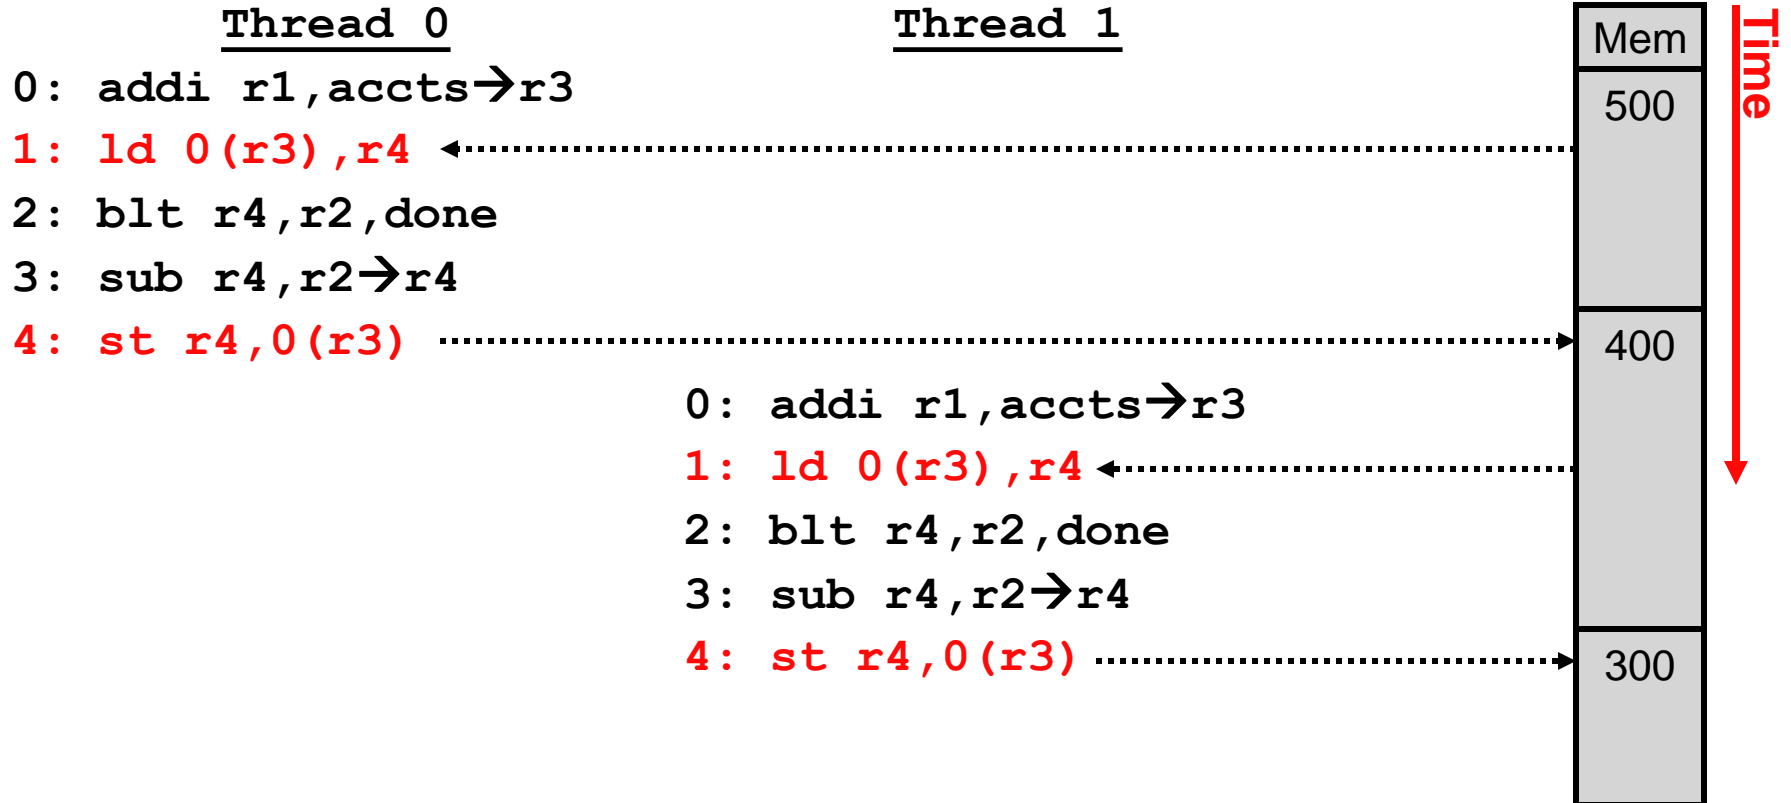 Thread 0
Thread 1
Mem
Time
0: addi r1,accts→r3
500
1: ld 0(r3),r4
2: blt r4,r2,done
3: sub r4,r2→r4
4: st r4,0(r3)
400
0: addi r1,accts→r3
1: ld 0(r3),r4
2: blt r4,r2,done
3: sub r4,r2→r4
4: st r4,0(r3)
300